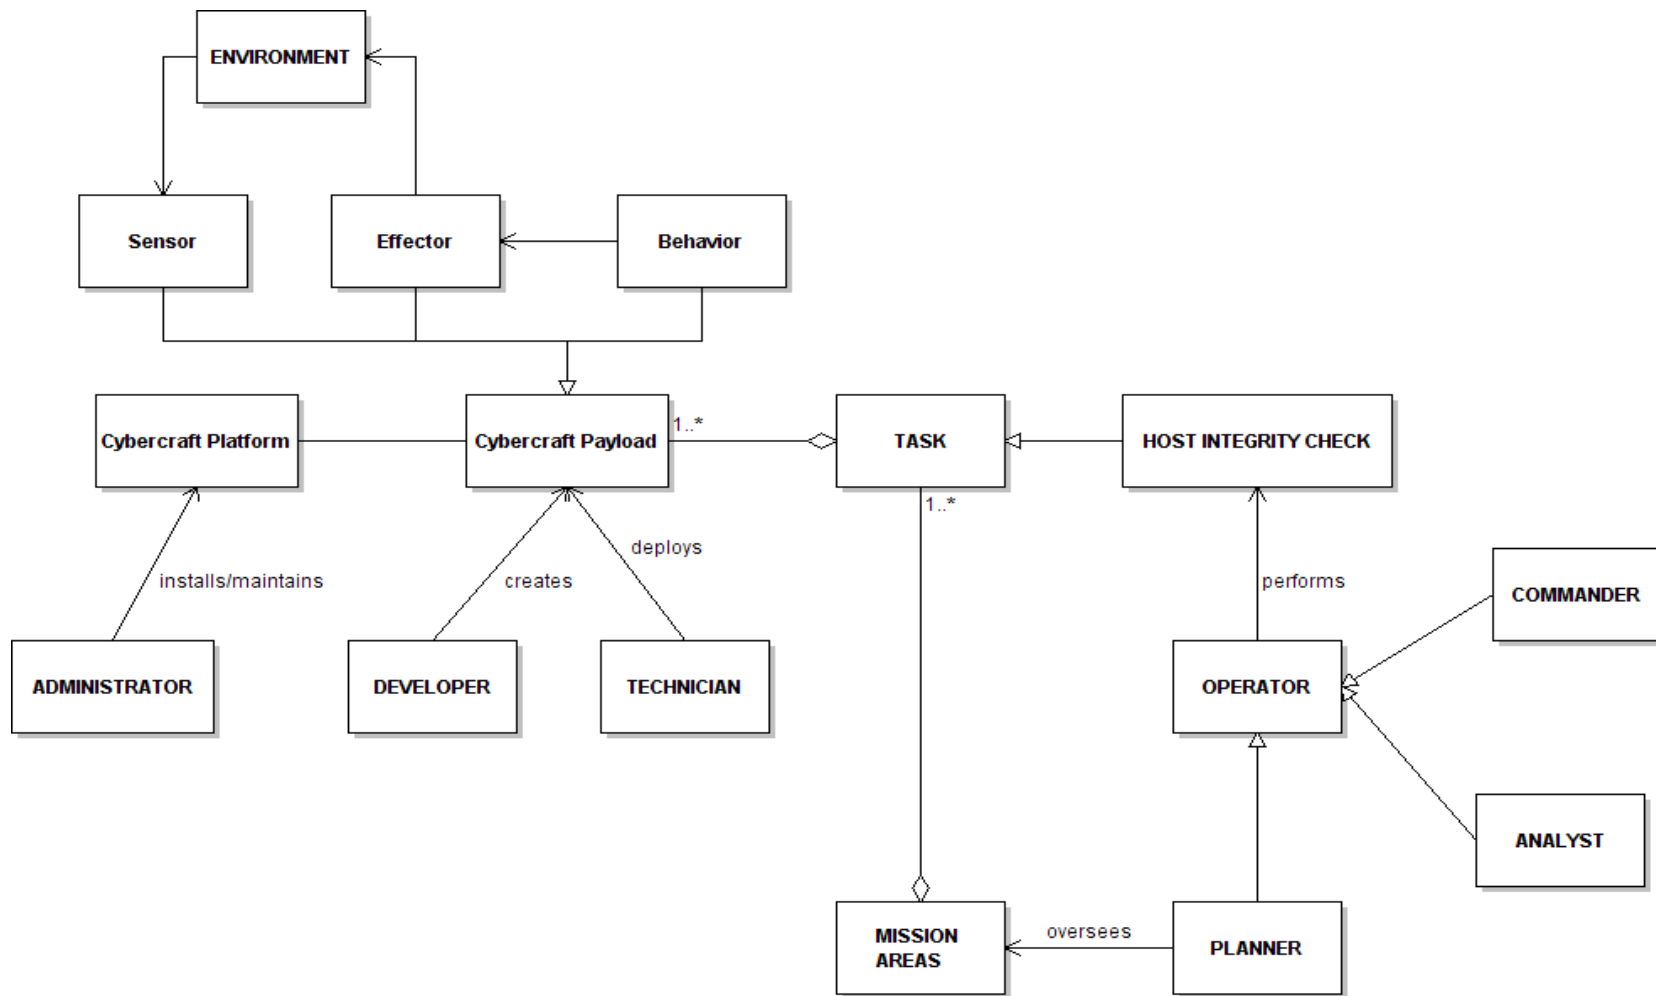 ENVIRONMENT
Sensor
Effector
Behavior
Cybercraft Platform
Cybercraft Payload
1..*
TASK
HOST INTEGRITY CHECK
1..*
deploys
installs/maintains
creates
performs
COMMANDER
ADMINISTRATOR
DEVELOPER
TECHNICIAN
OPERATOR
ANALYST
MISSION
AREAS
oversees
PLANNER